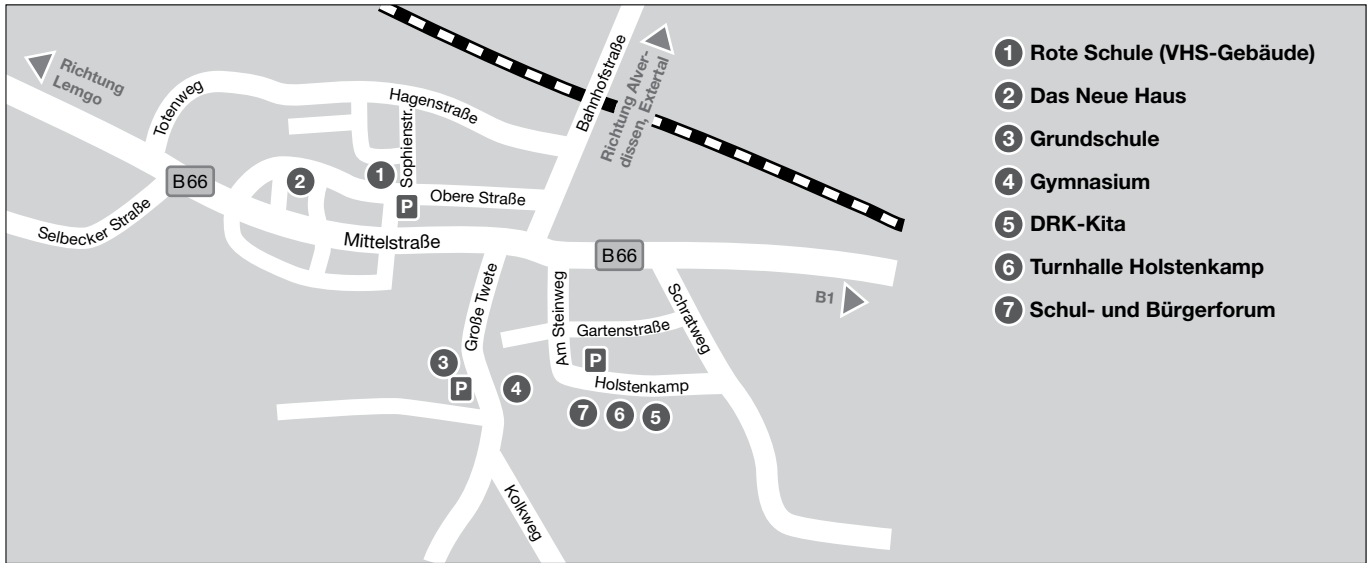 Richtung
Lemgo
Totenweg
Hagenstraße
Sophienstr.
Bahnhofstraße
Richtung Alver-
dissen, Extertal
B66
2
1
P
Obere Straße
Selbecker Straße
Mittelstraße
B66
B1
Große Twete
Am Steinweg
Gartenstraße
Schratweg
3
P
4
P
Holstenkamp
7
6
5
Kolkweg
1 Rote Schule (VHS-Gebäude)
2 Das Neue Haus
3 Grundschule
4 Gymnasium
5 DRK-Kita
6 Turnhalle Holstenkamp
7 Schul- und Bürgerforum